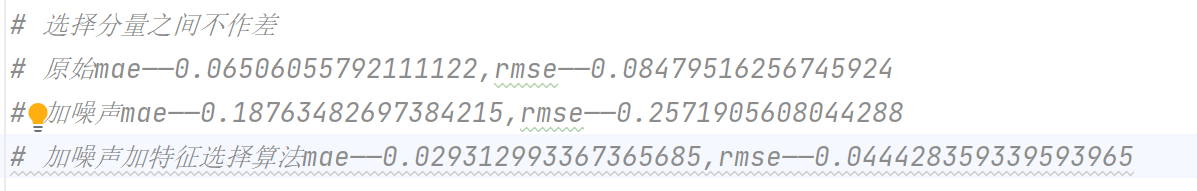 # 选择分量之间不作差
# 原始mae——0.06506055792111122,rmse——0.08479516256745924
# 加噪声mae——0.18763482697384215,rmse——0.2571905608044288
# 加噪声加特征选择算法mae——0.029312993367365685,rmse——0.044428359339593965